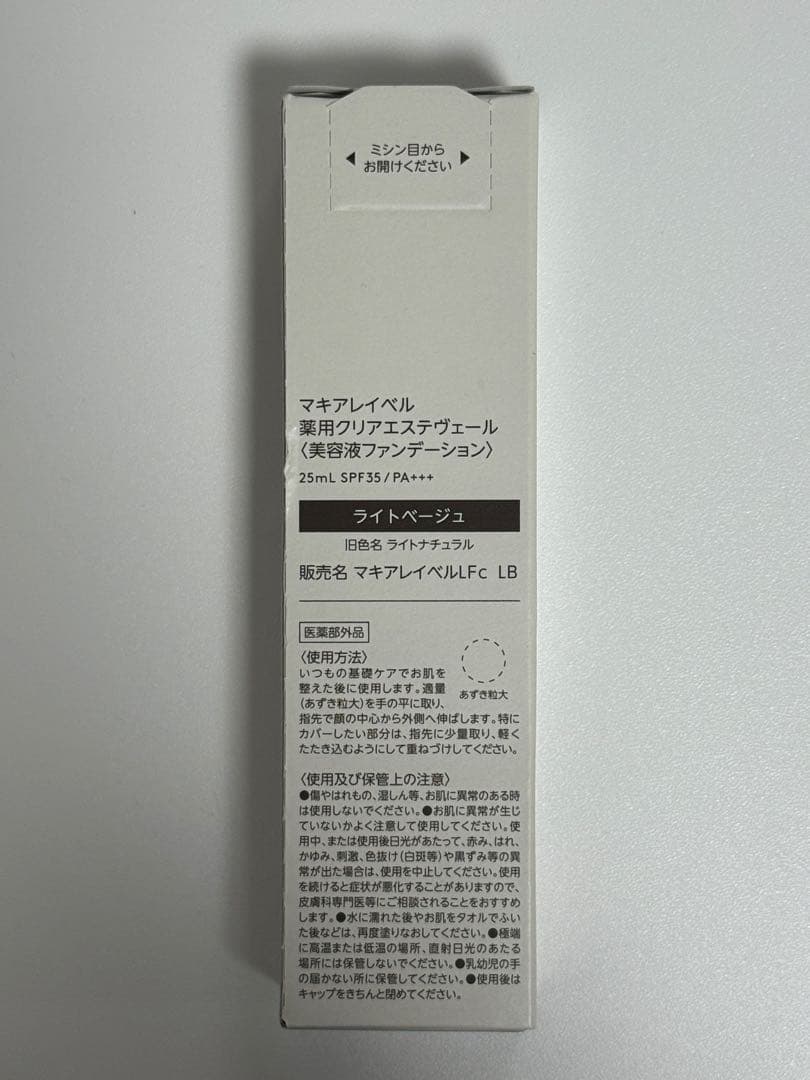 ミシン目から
お開けください
マキアレイベル
薬用クリアエステヴェール
〈美容液ファンデーション〉
25mL SPF35/PA+++
ライトベージュ
旧色名 ライトナチュラル
販売名 マキアレイベルLFc LB
医薬部外品
〈使用方法〉
いつもの基礎ケアでお肌を
整えた後に使用します。適量
(あずき粒大)を手の平に取り、
あずき粒大
指先で顔の中心から外側へ伸ばします。特に
カバーしたい部分は、指先に少量取り、軽く
たたき込むようにして重ねづけしてください。
〈使用及び保管上の注意〉
●傷やはれもの、湿しん等、お肌に異常のある時
は使用しないでください。●お肌に異常が生じ
ていないかよく注意して使用してください。使
用中、または使用後日光があたって、赤み、はれ、
かゆみ、刺激、色抜け(白斑等)や黒ずみ等の異
常が出た場合は、使用を中止してください。使用
を続けると症状が悪化することがありますので、
皮膚科専門医等にご相談されることをおすすめ
します。●水に濡れた後やお肌をタオルでふい
た後などは、再度塗りなおしてください。●極端
に高温または低温の場所、直射日光のあたる
場所には保管しないでください。●乳幼児の手
の届かない所に保管してください。●使用後は
キャップをきちんと閉めてください。